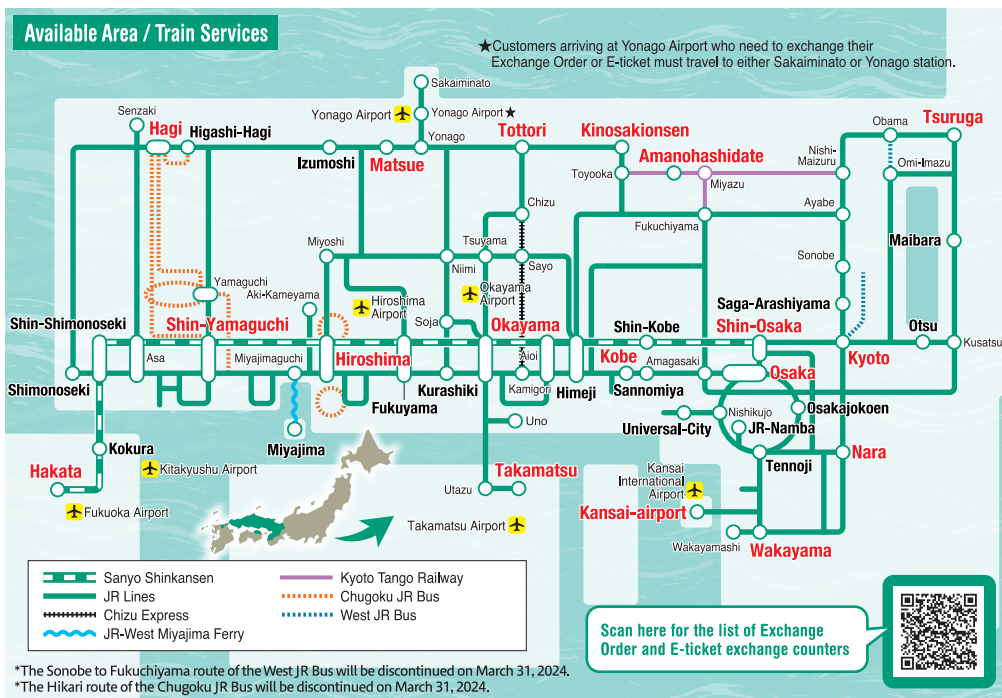 Available Area / Train Services
★Customers arriving at Yonago Airport who need to exchange their
Exchange Order or E-ticket must travel to either Sakaiminato or Yonago station.
Sakaiminato
Senzaki
Yonago Airport
Yonago Airport★
Hagi
Higashi-Hagi
Izumoshi
Matsue
Yonago
Tottori
Kinosakionsen
Obama
Tsuruga
Toyooka
Amanohashidate
Miyazu
Nishi-
Maizuru
Omi-Imazu
Chizu
Fukuchiyama
Ayabe
Miyoshi
Tsuyama
Niimi
Sayo
Sonobe
Maibara
Yamaguchi
Aki-Kameyama
Hiroshima
Airport
Okayama
Airport
Saga-Arashiyama
Shin-Shimonoseki
Shin-Yamaguchi
Soja
Okayama
Shin-Kobe
Shin-Osaka
Otsu
Asa
Miyajimaguchi
Hiroshima
Aioi
Kobe
Amagasaki
Osaka
Kyoto
Kusatsu
Shimonoseki
Fukuyama
Kurashiki
Kamigori
Himeji
Sannomiya
Osakajokoen
Universal-City
Nishikujo
JR-Namba
Uno
Kokura
Miyajima
Tennoji
Nara
Hakata
Kitakyushu Airport
Takamatsu
Utazu
Kansai
International
Airport
Fukuoka Airport
Takamatsu Airport
Kansai-airport
Wakayamashi
Wakayama
Sanyo Shinkansen
JR Lines
Chizu Express
JR-West Miyajima Ferry
Kyoto Tango Railway
Chugoku JR Bus
West JR Bus
Scan here for the list of Exchange
Order and E-ticket exchange counters
*The Sonobe to Fukuchiyama route of the West JR Bus will be discontinued on March 31, 2024.
*The Hikari route of the Chugoku JR Bus will be discontinued on March 31, 2024.